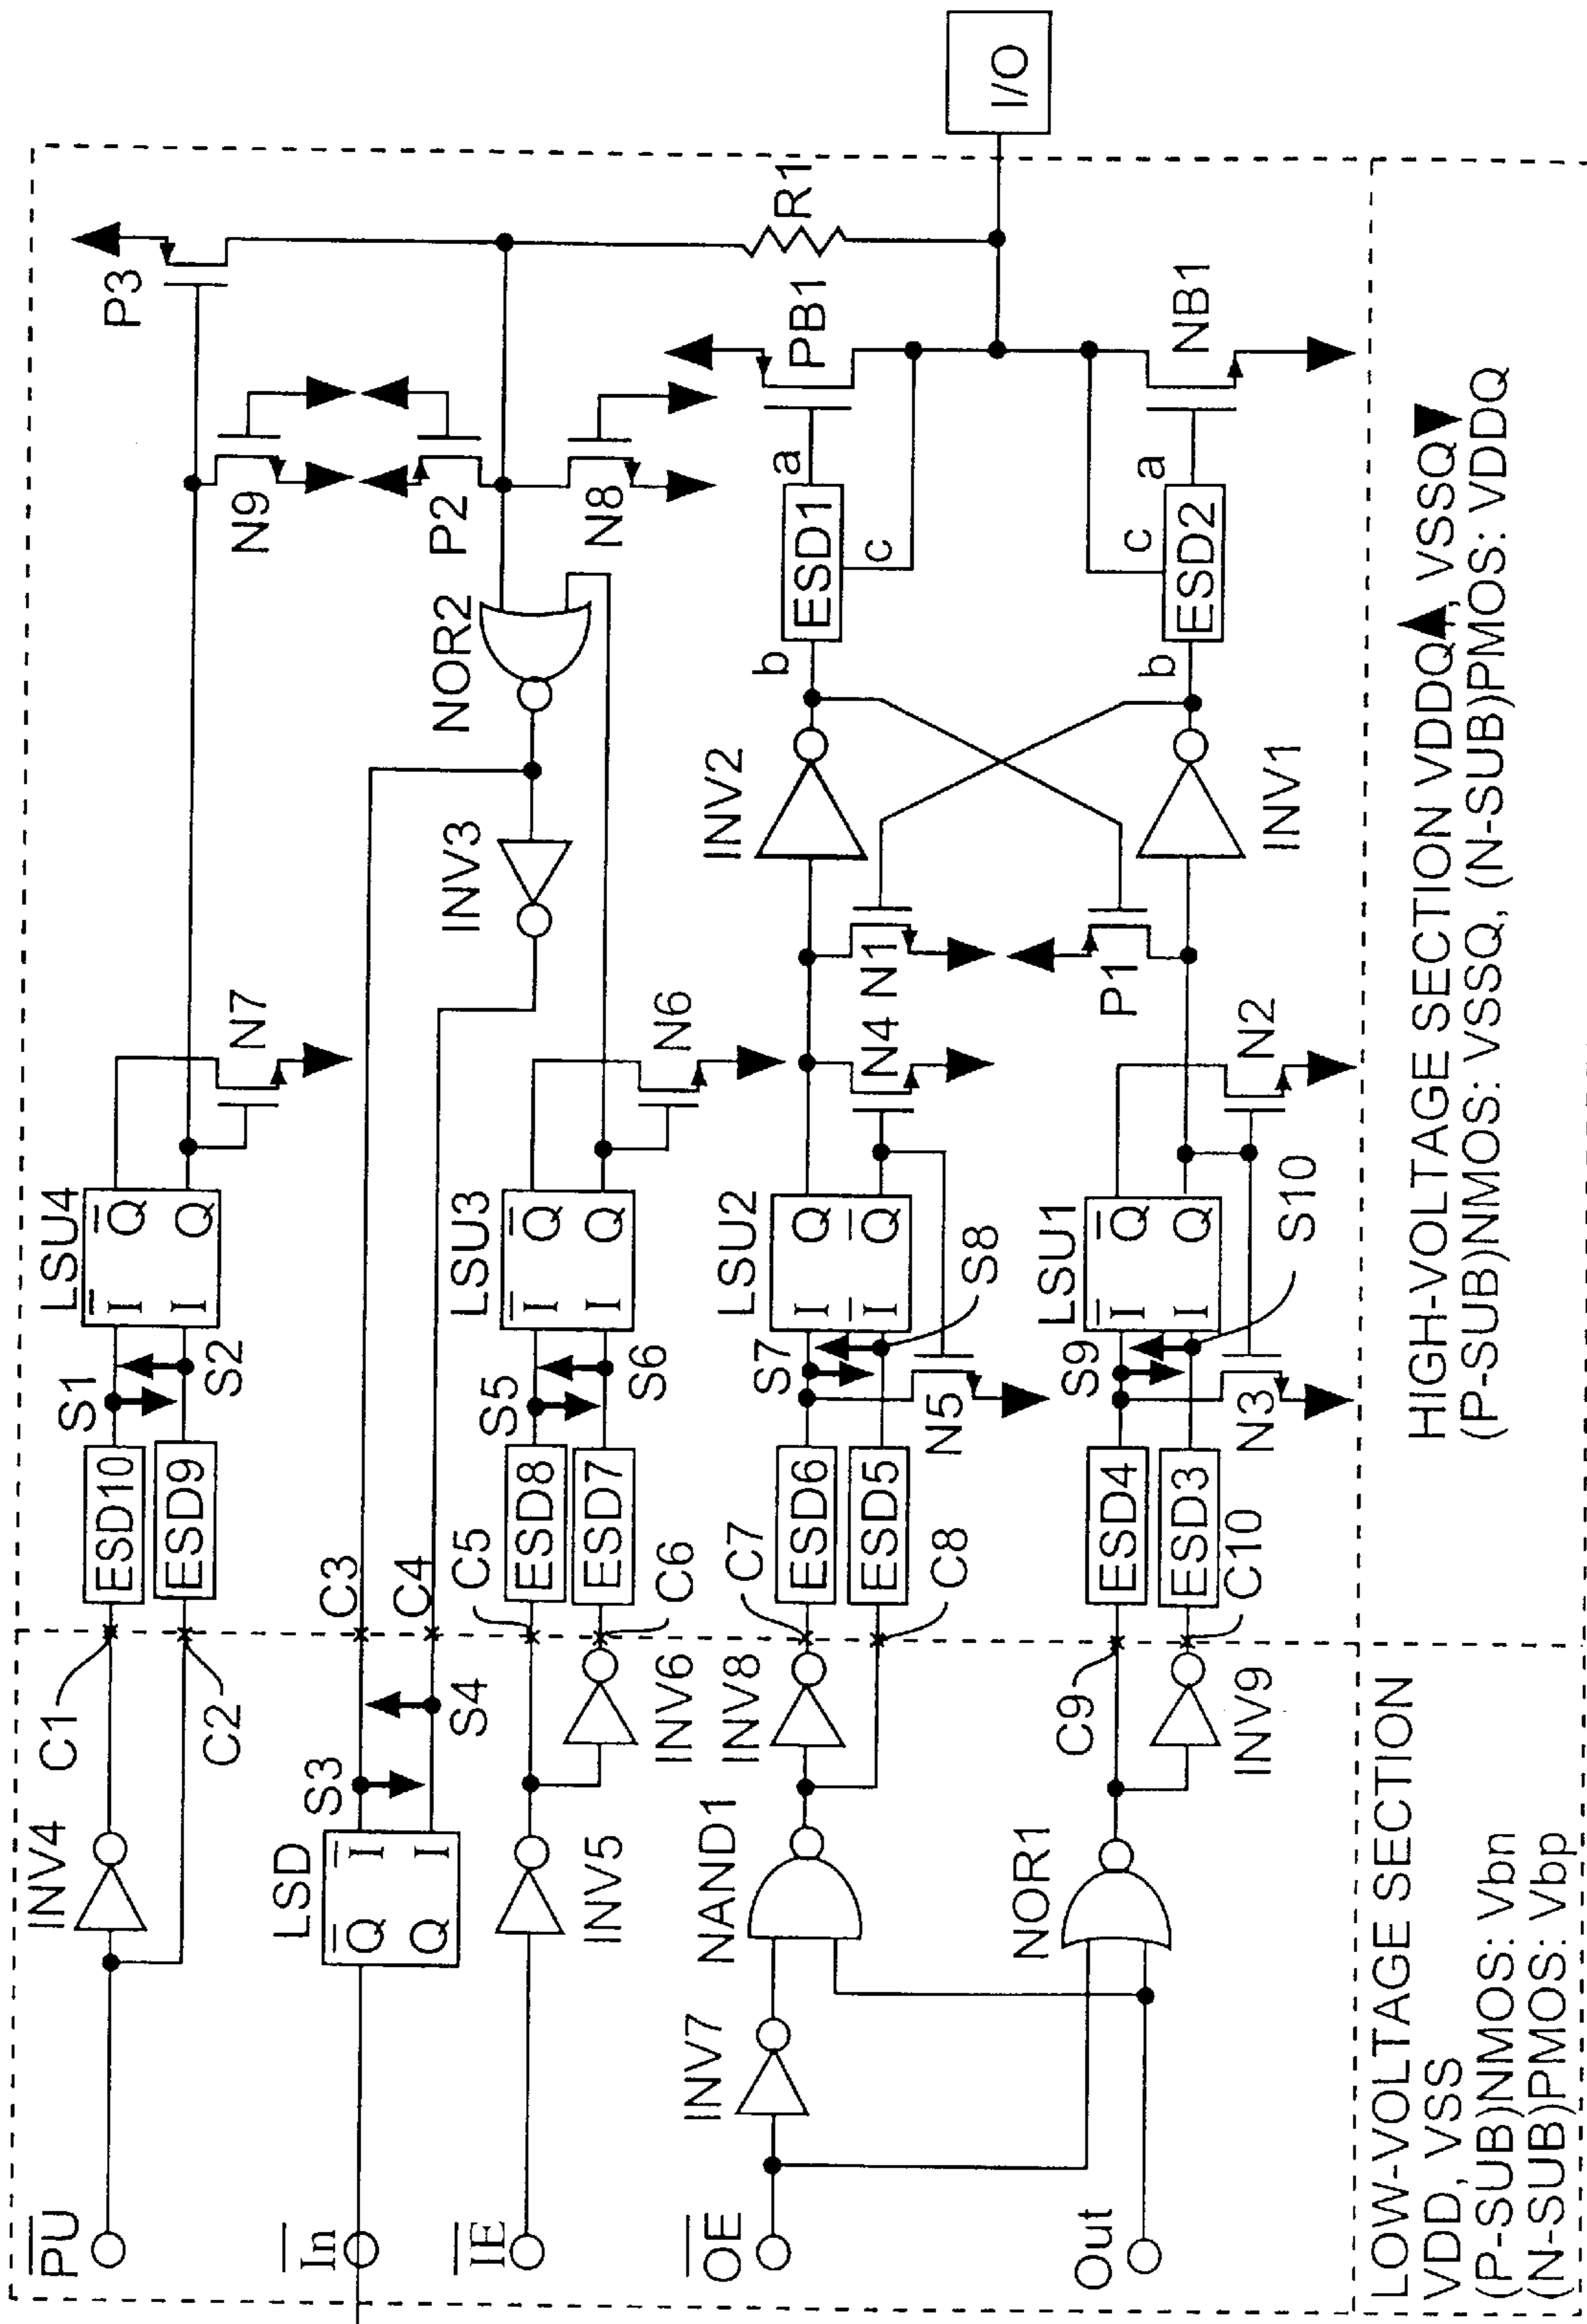 I/O
P3
R1
PB1
NB1
N9
P2
N8
a
a
ESD1
c
ESD2
c
NOR2
b
b
INV3
INV2
INV1
N7
N6
N4
N1
P1
N2
LSU4
Q̅
Q
I̅
I
LSU3
Q̅
Q
I̅
I
LSU2
Q
Q̅
I
I̅
LSU1
Q̅
Q
I̅
I
S1
S2
S5
S6
S7
S8
S9
S10
N5
N3
ESD10
ESD9
ESD8
ESD7
ESD6
ESD5
ESD4
ESD3
C1
C2
C3
C4
C5
C6
C7
C8
C9
C10
S3
S4
INV4
LSD
Q̅
Q
I̅
I
INV5
INV6
INV8
NAND1
NOR1
INV9
INV7
P̅U̅
I̅n̅
I̅E̅
O̅E̅
Out
LOW-VOLTAGE SECTION
VDD, VSS
(P-SUB)NMOS: Vbn
(N-SUB)PMOS: Vbp
HIGH-VOLTAGE SECTION VDDQ, VSSQ
(P-SUB)NMOS: VSSQ, (N-SUB)PMOS: VDDQ